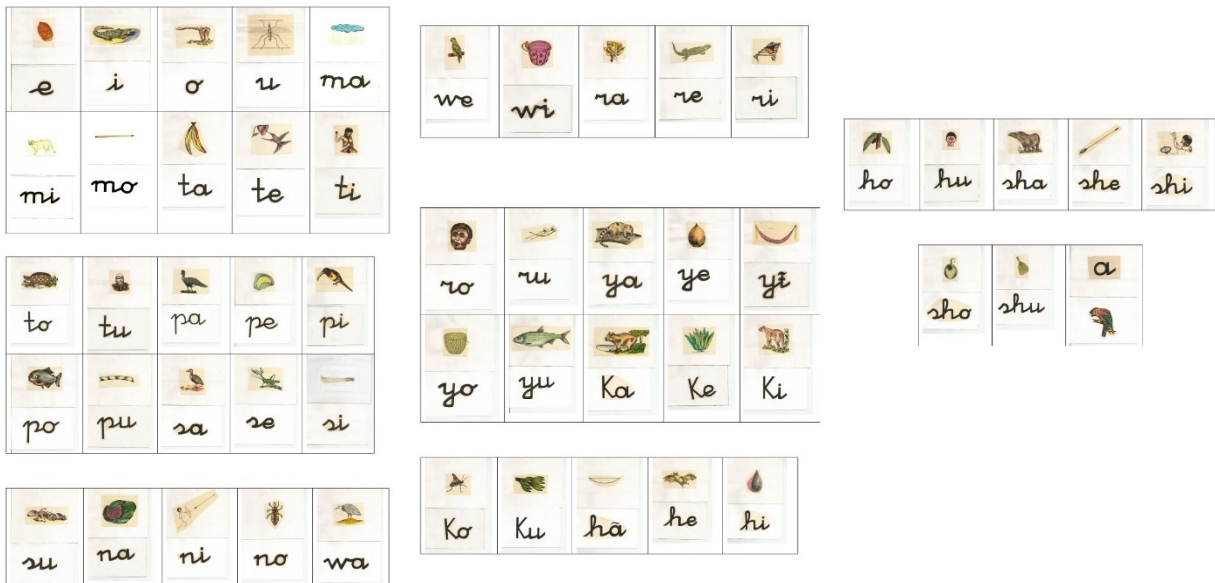 e i o u ma
mi mo ta te ti
to tu pa pe pi
po pu sa se si
su na ni no wa
we wi ra re ri
ro ru ya ye yɨ
yo yu Ka Ke Ki
Ko Ku hã he hi
ho hu sha she shi
sho shu a